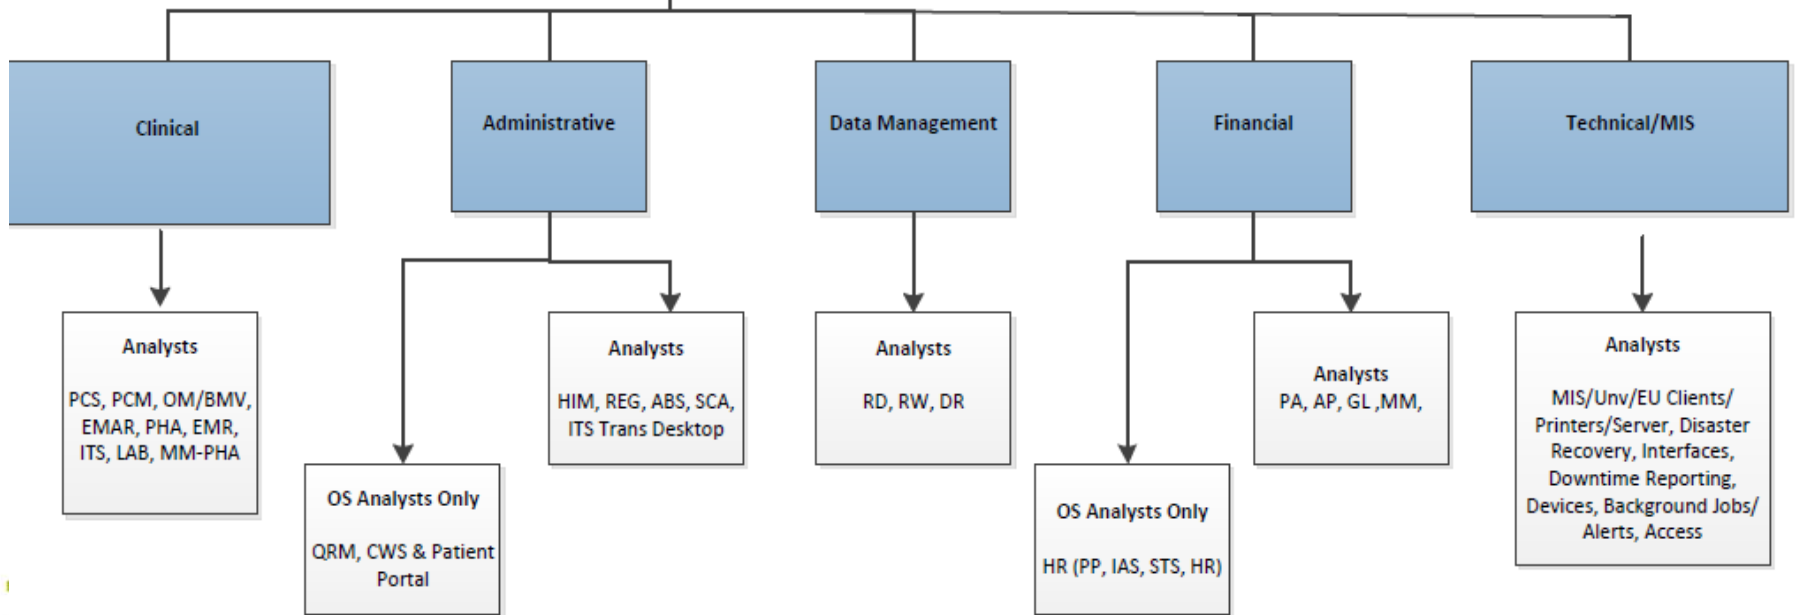 Clinical
Administrative
Data Management
Financial
Technical/MIS
Analysts
PCS, PCM, OM/BMV,
EMAR, PHA, EMR,
ITS, LAB, MM-PHA
OS Analysts Only
QRM, CWS & Patient
Portal
Analysts
HIM, REG, ABS, SCA,
ITS Trans Desktop
Analysts
RD, RW, DR
OS Analysts Only
HR (PP, IAS, STS, HR)
Analysts
PA, AP, GL ,MM,
Analysts
MIS/Unv/EU Clients/
Printers/Server, Disaster
Recovery, Interfaces,
Downtime Reporting,
Devices, Background Jobs/
Alerts, Access